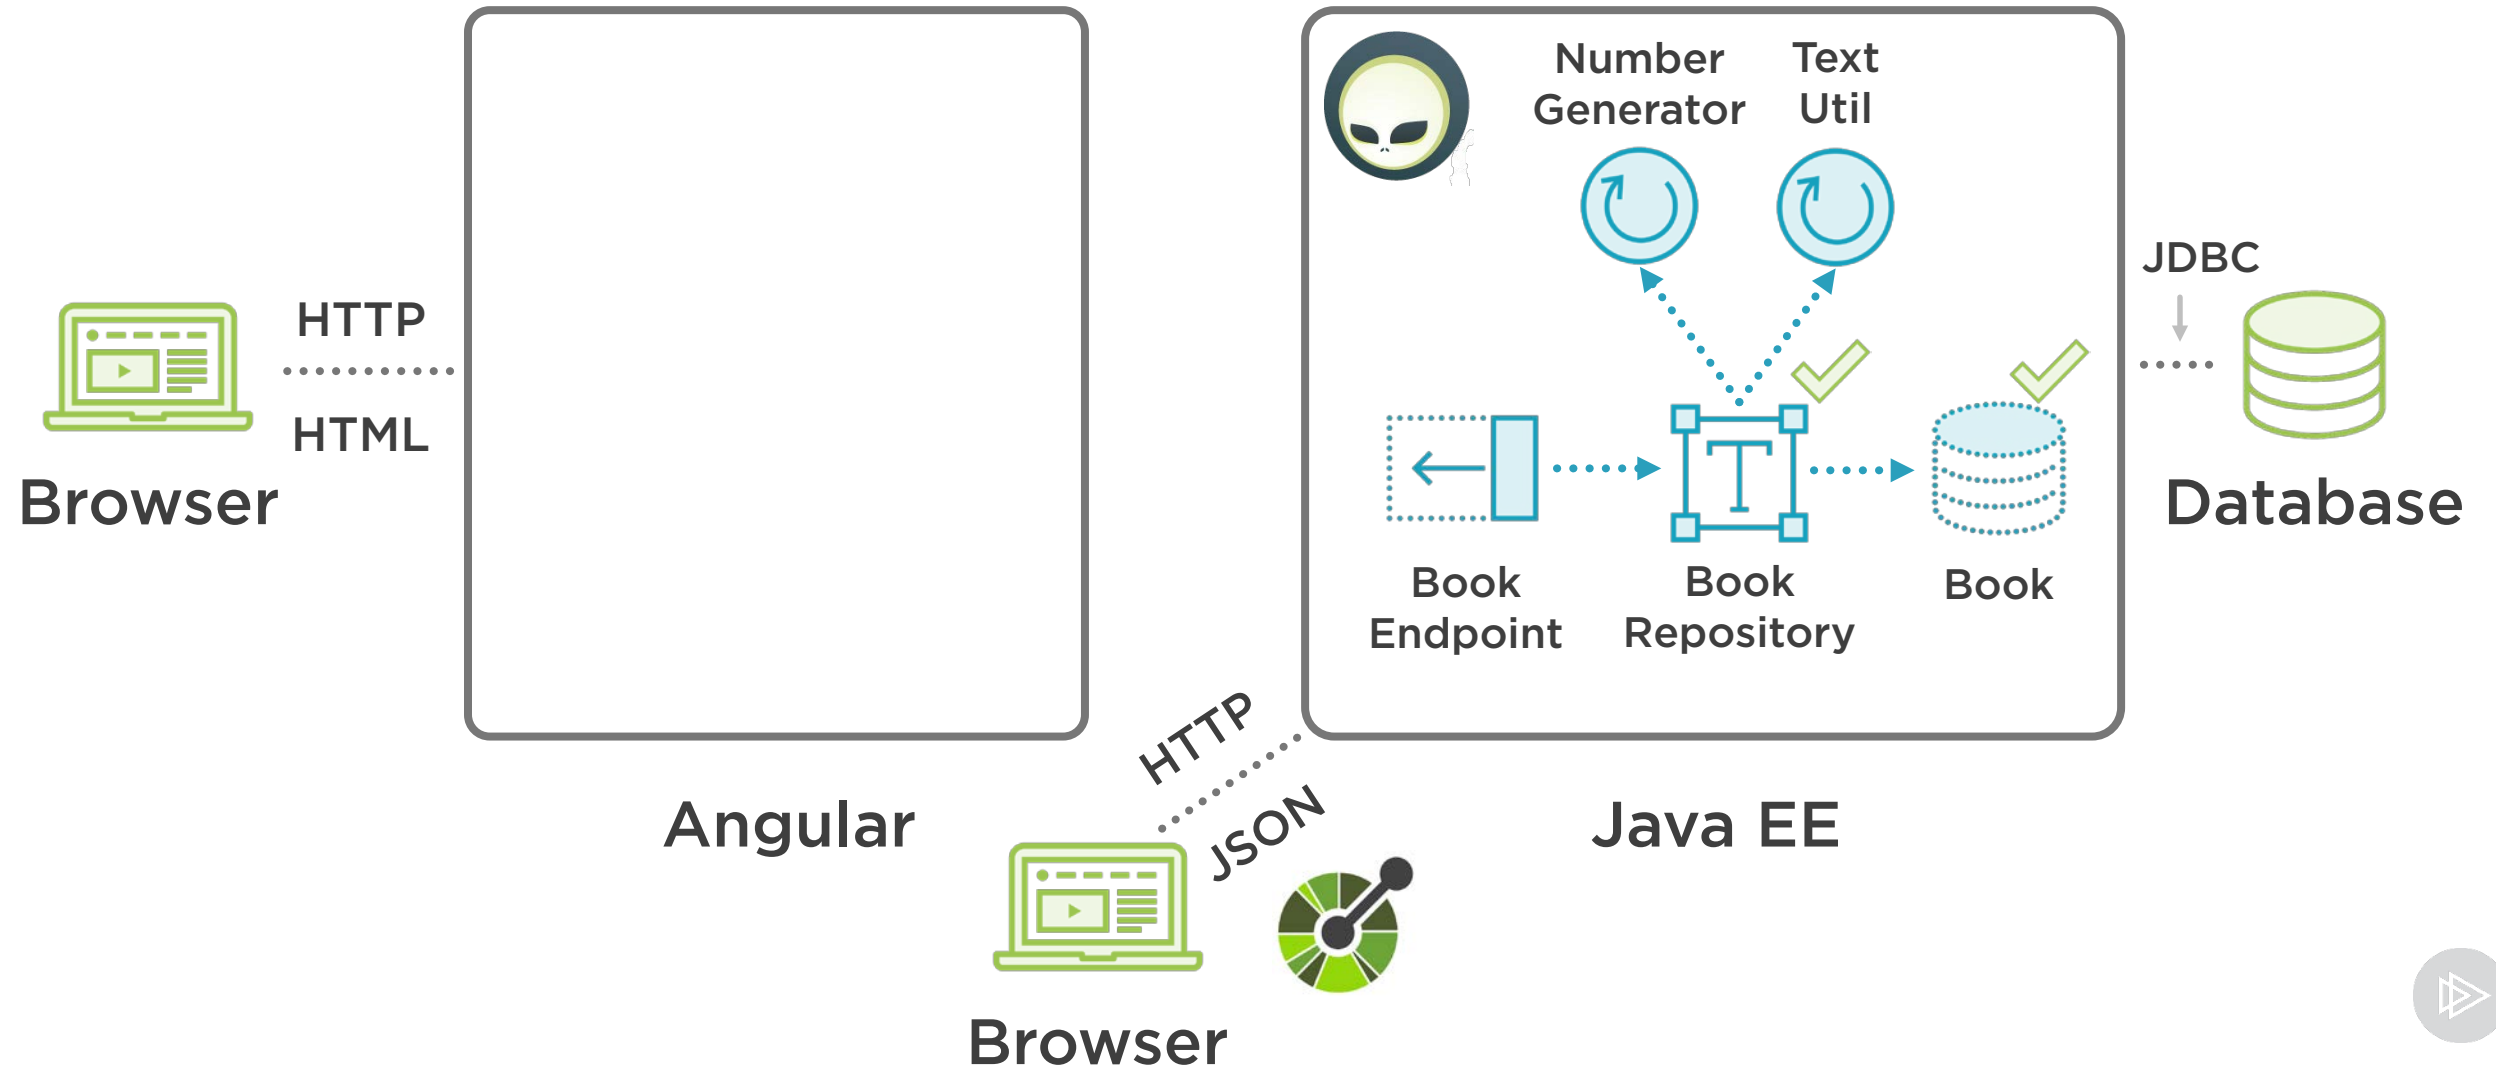 Number
Generator
Text
Util
JDBC
HTTP
HTML
Browser
Database
Book
Endpoint
Book
Repository
Book
HTTP
JSON
Angular
Java EE
Browser
T